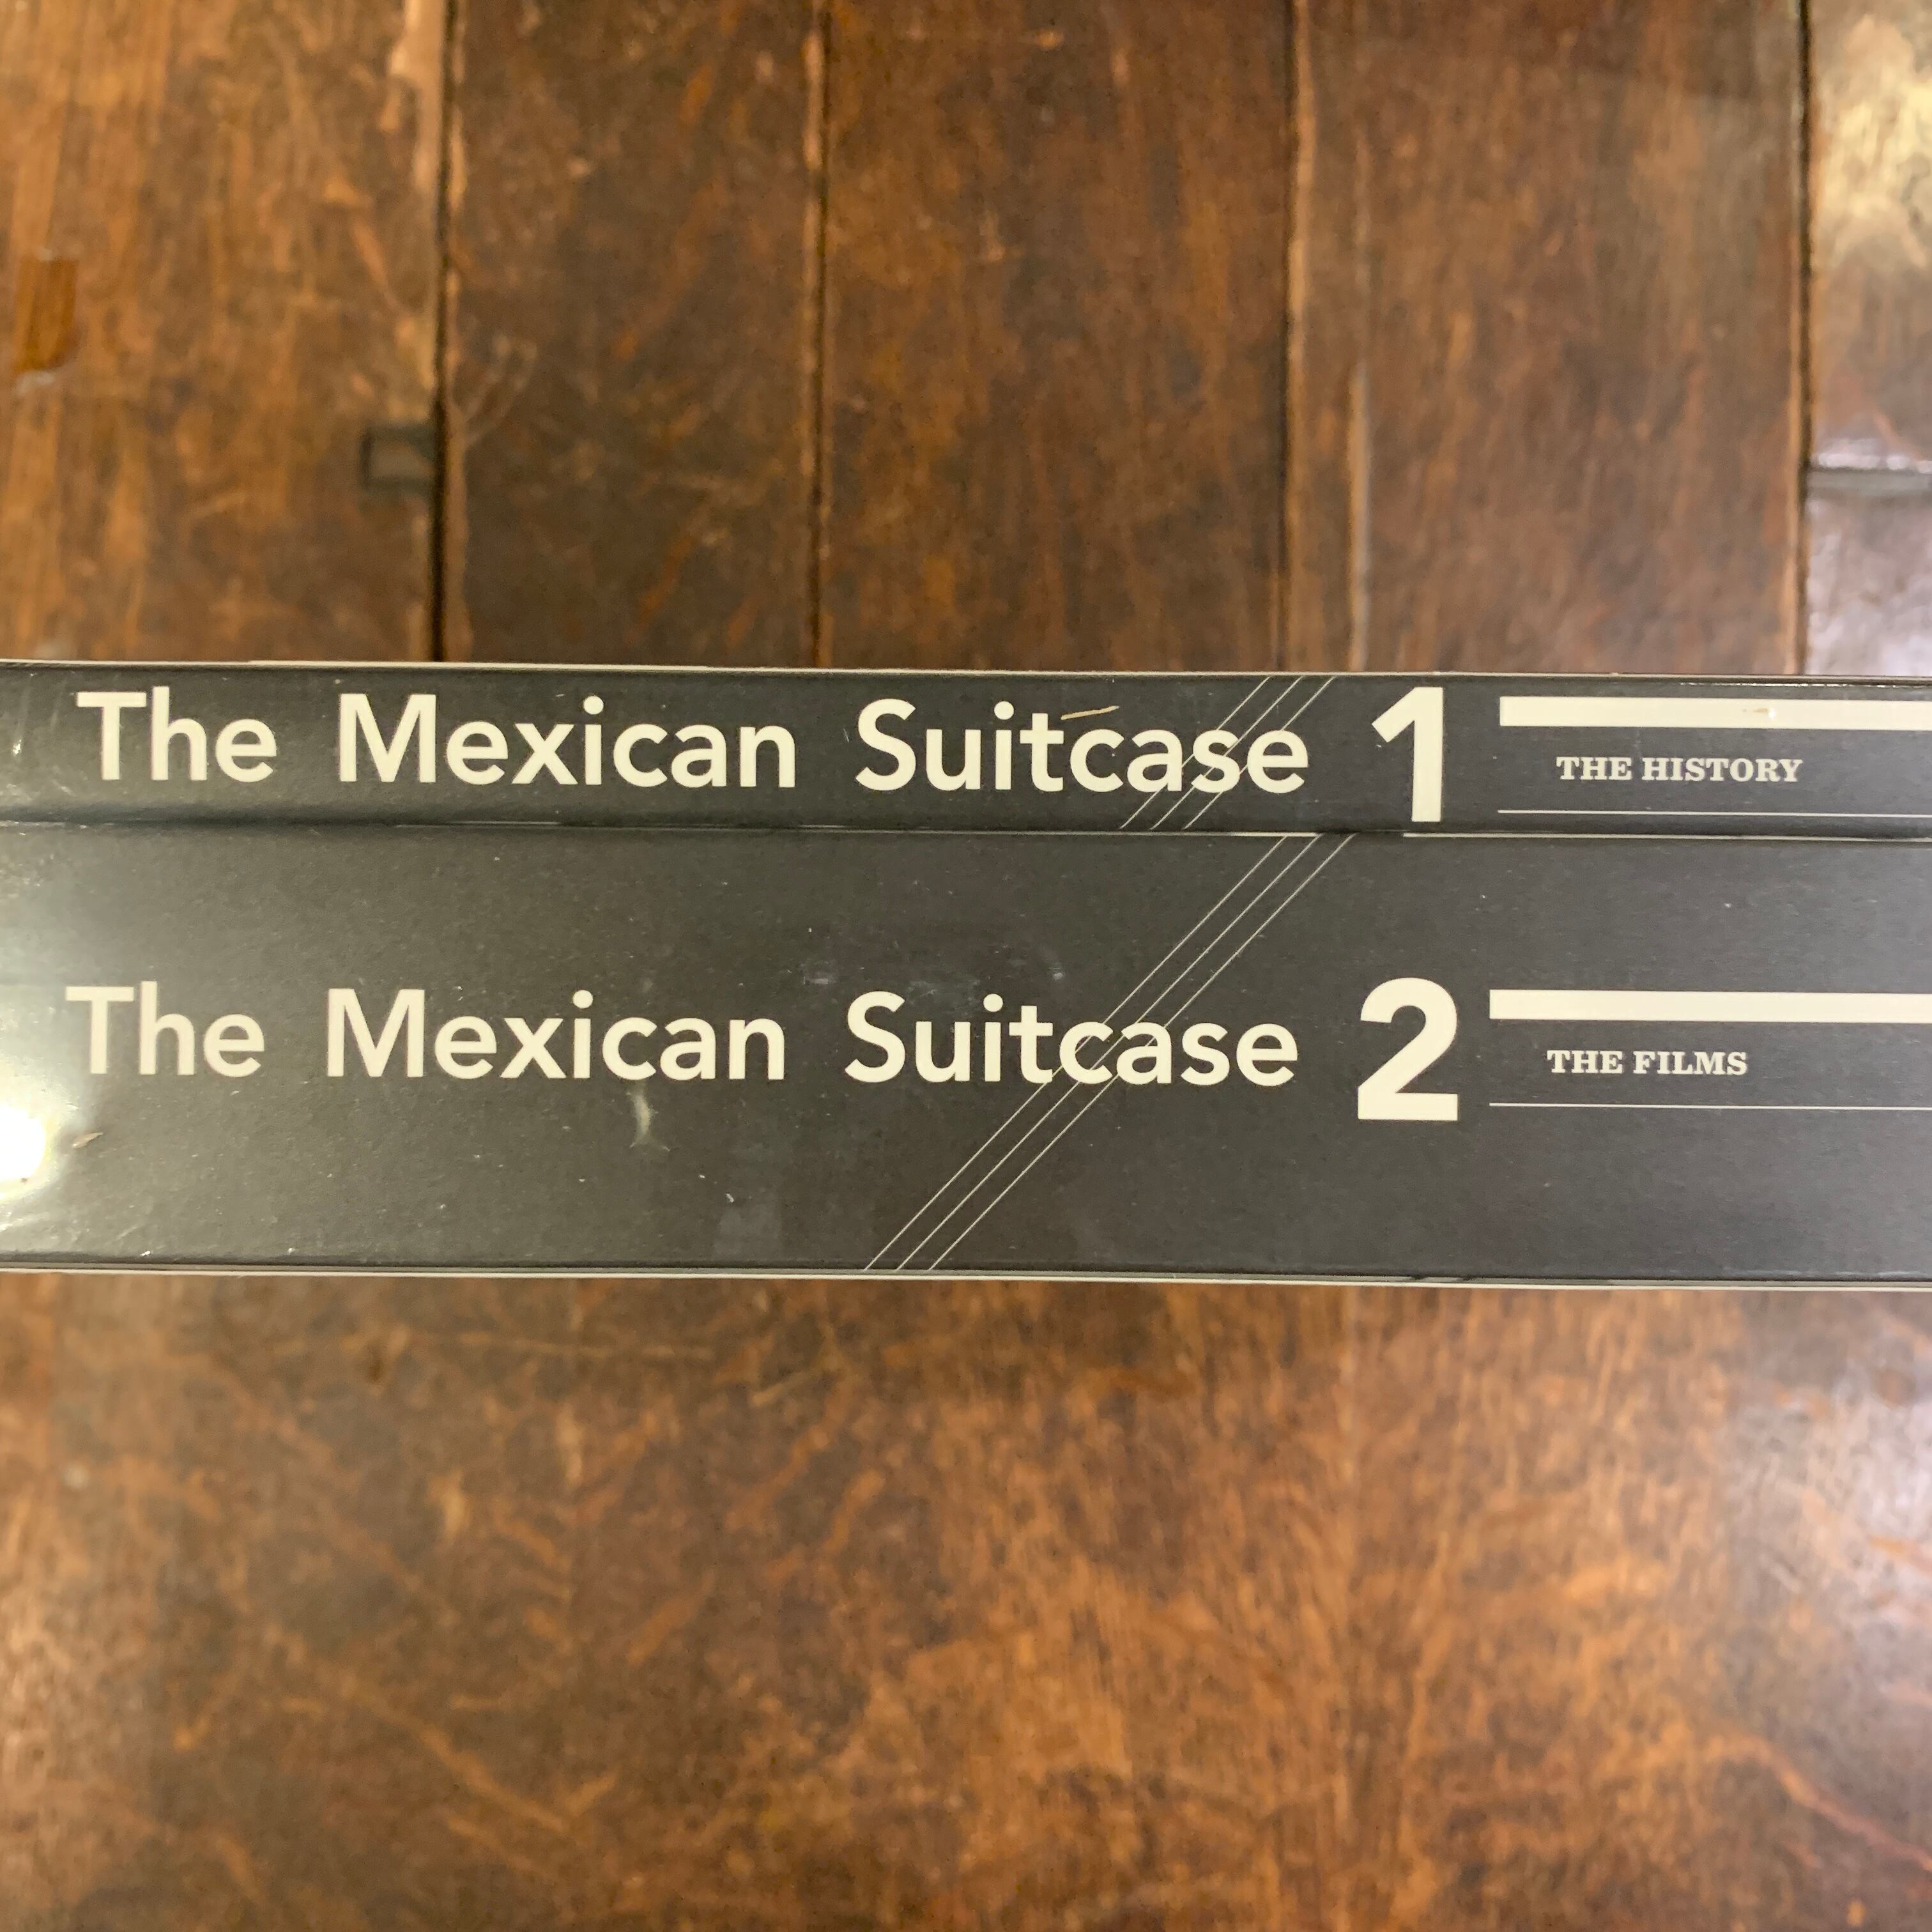 The Mexican Suitcase 1 THE HISTORY
The Mexican Suitcase 2 THE FILMS